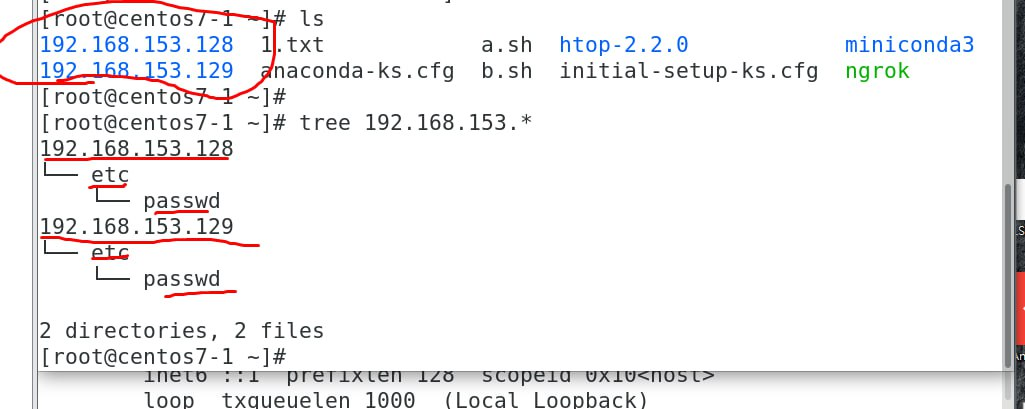 [root@centos7-1 ~]# ls
192.168.153.128  1.txt            a.sh  htop-2.2.0            miniconda3
192.168.153.129  anaconda-ks.cfg  b.sh  initial-setup-ks.cfg  ngrok
[root@centos7-1 ~]#
[root@centos7-1 ~]# tree 192.168.153.*
192.168.153.128
└── etc
    └── passwd
192.168.153.129
└── etc
    └── passwd
2 directories, 2 files
[root@centos7-1 ~]#
inet6 ::1  prefixlen 128  scopeid 0x10<host>
loop  txqueuelen 1000  (Local Loopback)